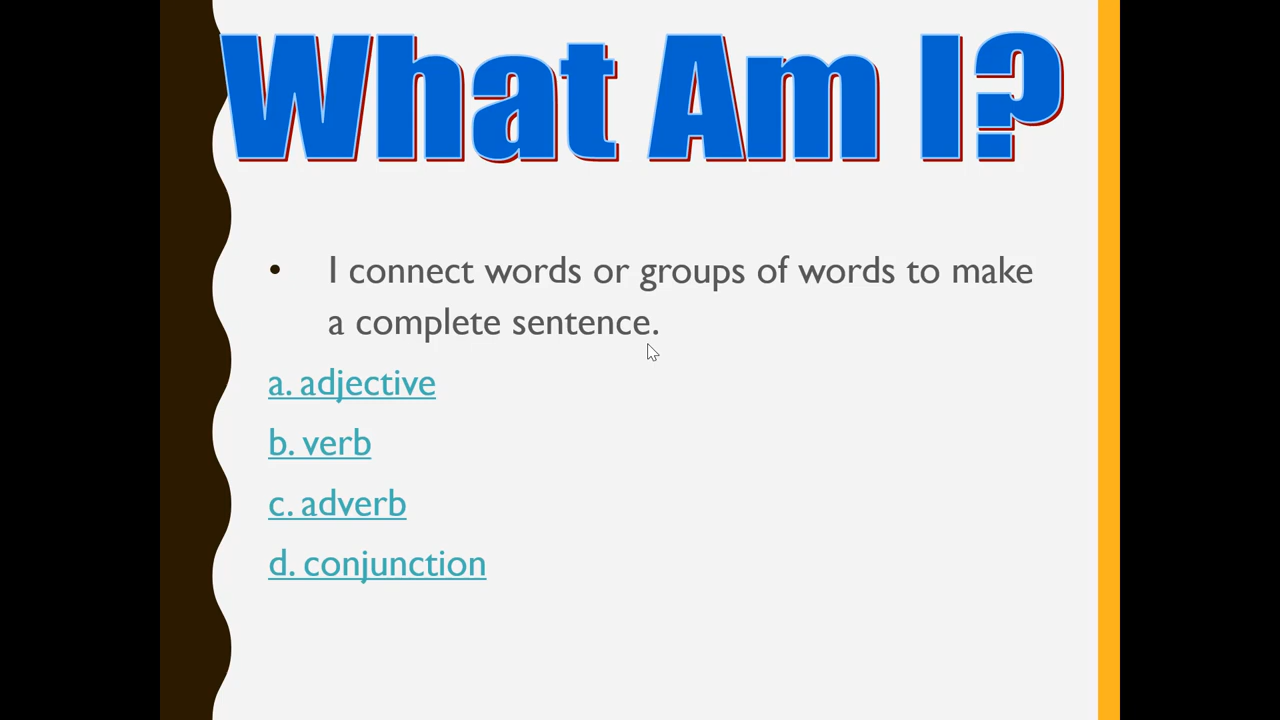 What Am I?
• I connect words or groups of words to make
a complete sentence.
a. adjective
b. verb
c. adverb
d. conjunction